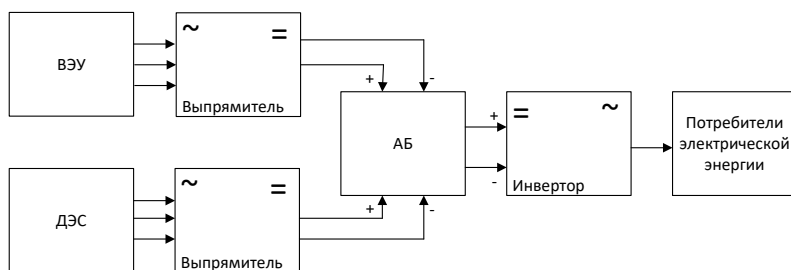 ВЭУ
~ =
Выпрямитель
+ -
АБ
+
-
= ~
Инвертор
Потребители
электрической
энергии
ДЭС
~ =
Выпрямитель
+ -